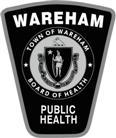 WAREHAM
TOWN OF WAREHAM
BOARD OF HEALTH
PUBLIC
HEALTH